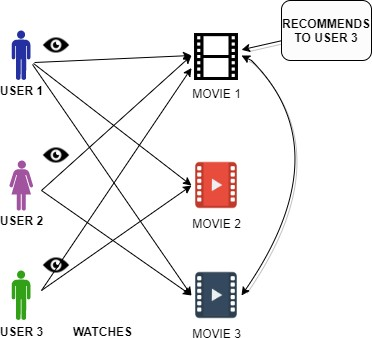 RECOMMENDS
TO USER 3
USER 1
MOVIE 1
USER 2
MOVIE 2
USER 3
WATCHES
MOVIE 3